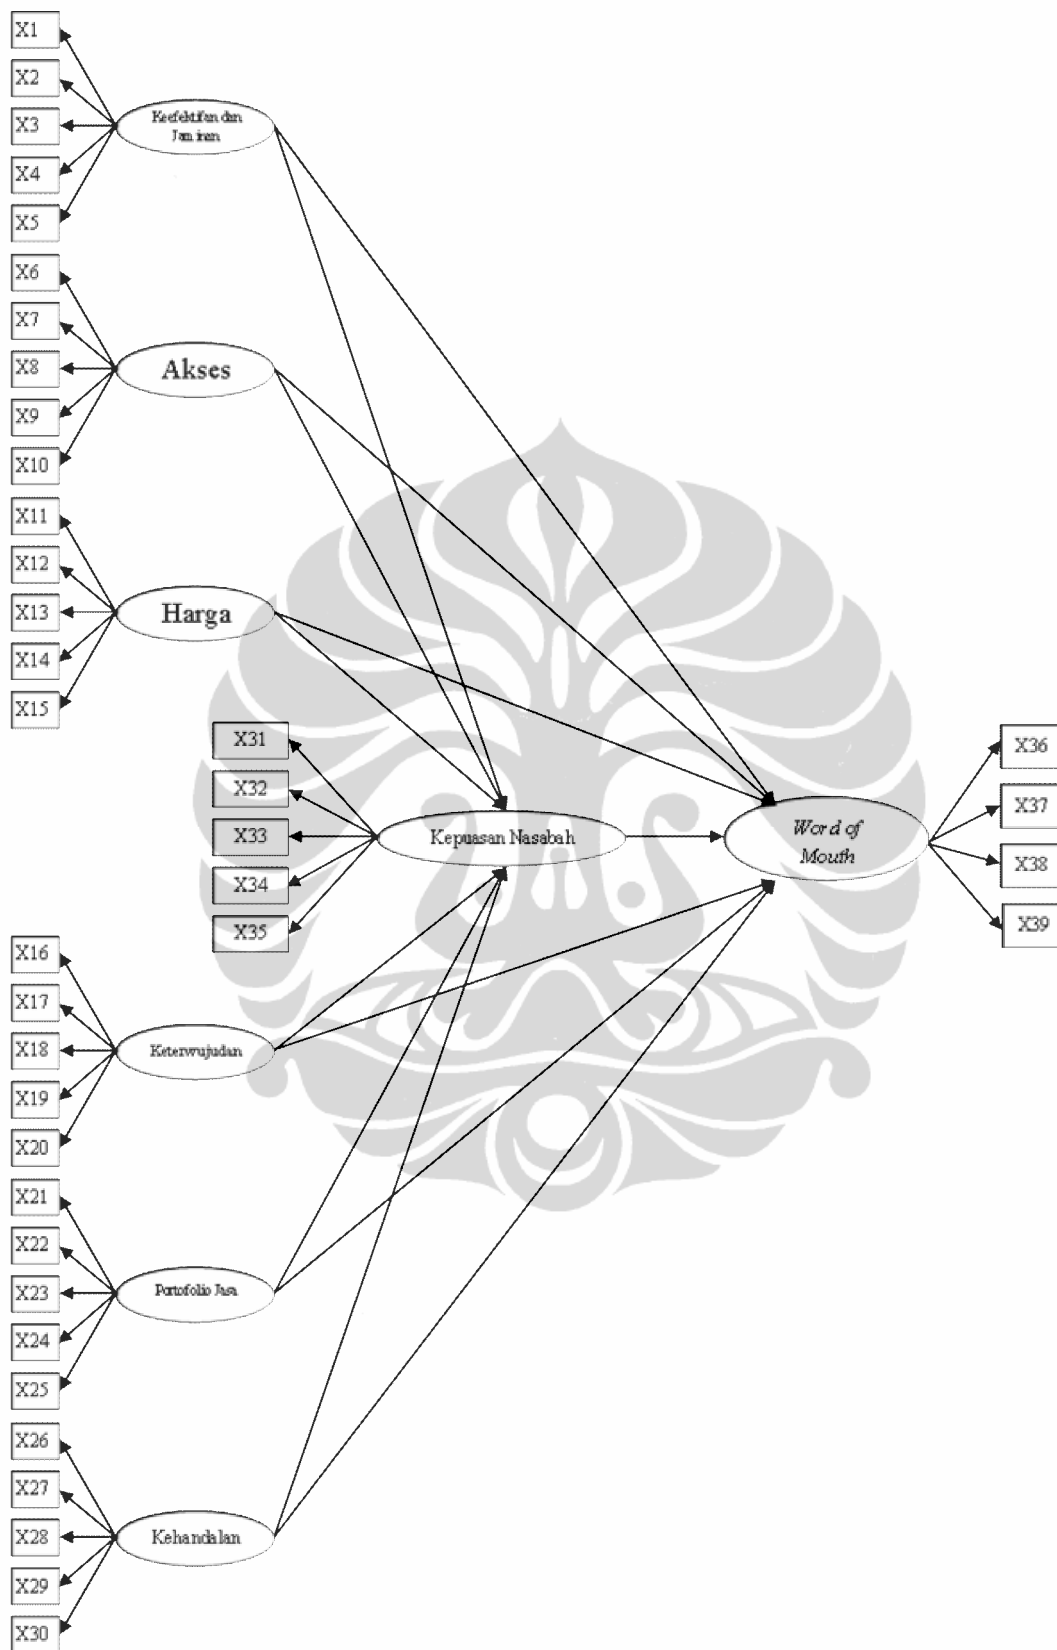 X1
X2
X3
X4
X5
Keefektifan dan
Jaminan
X6
X7
X8
X9
X10
Akses
X11
X12
X13
X14
X15
Harga
X31
X32
X33
X34
X35
Kepuasan Nasabah
Word of
Mouth
X36
X37
X38
X39
X16
X17
X18
X19
X20
Keterwujudan
X21
X22
X23
X24
X25
Portofolio Jasa
X26
X27
X28
X29
X30
Kehandalan